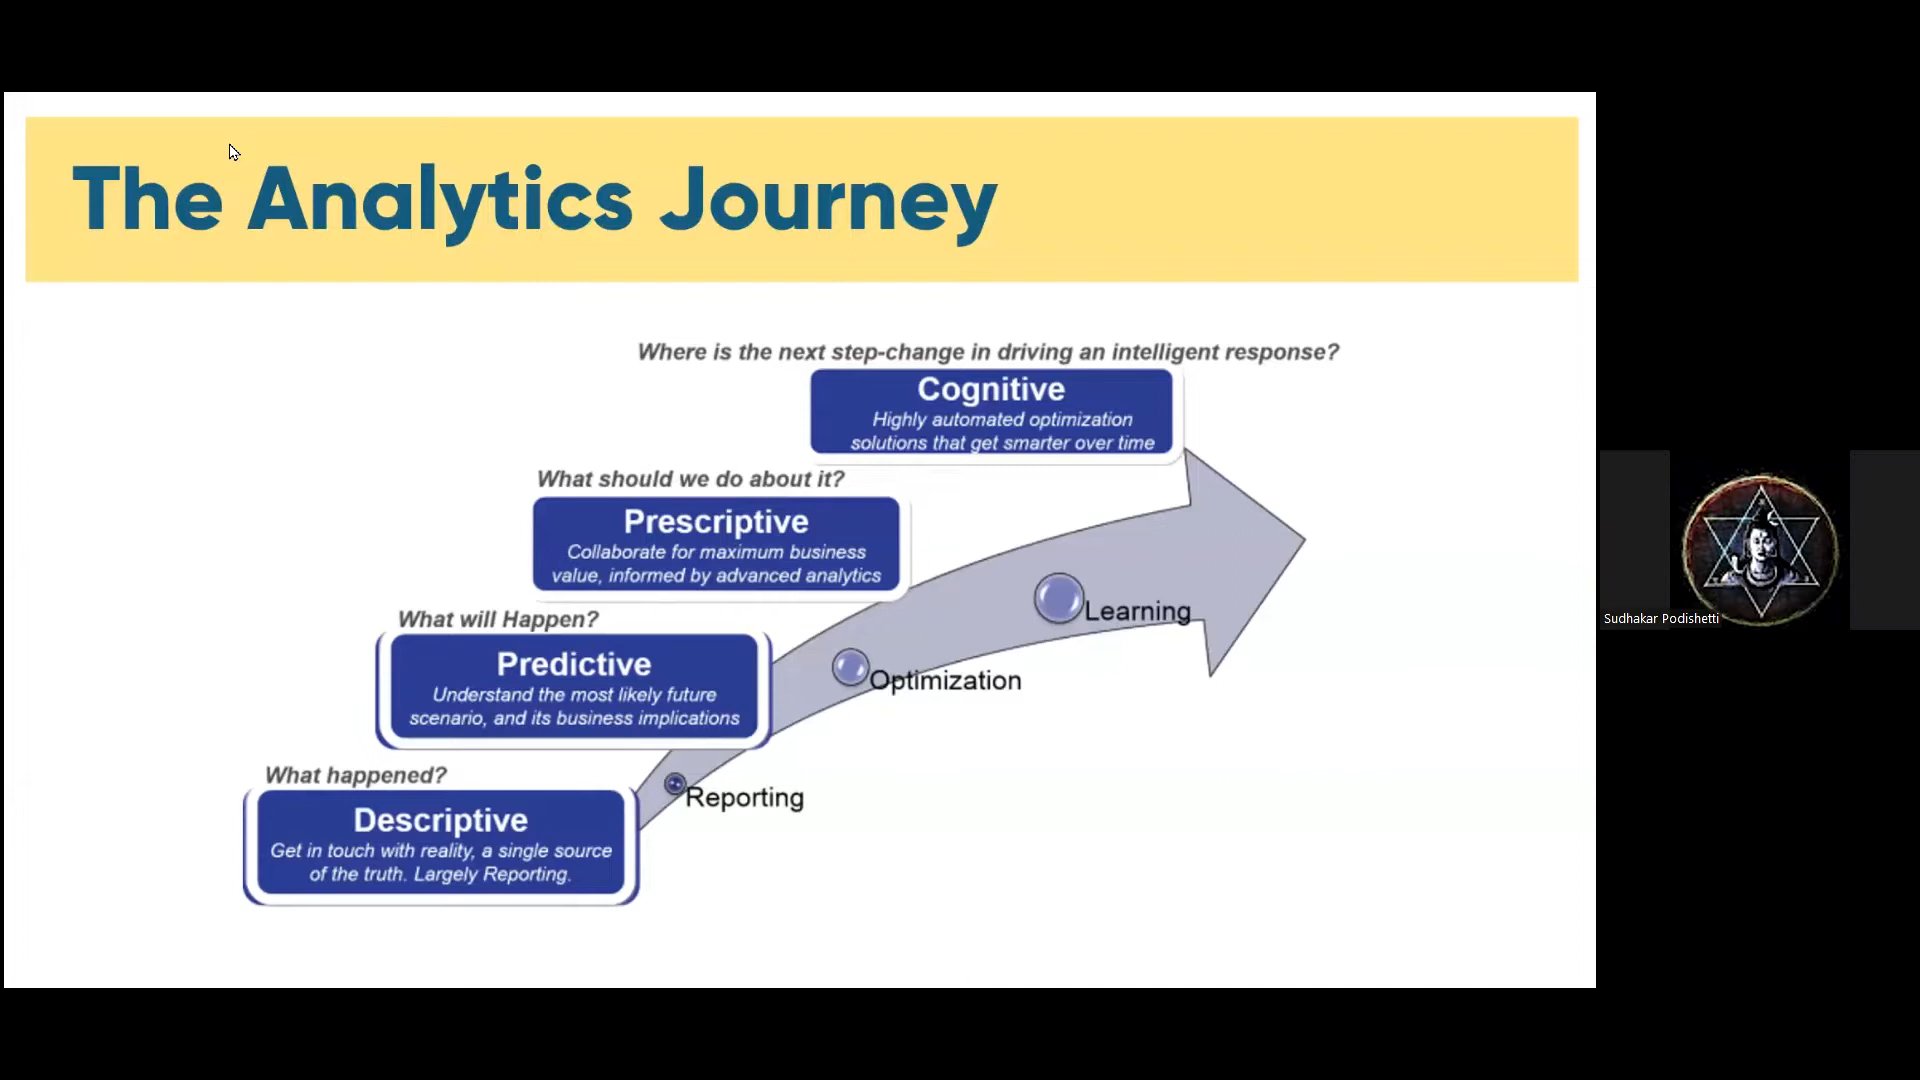 The Analytics Journey
Where is the next step-change in driving an intelligent response?
Cognitive
Highly automated optimization
solutions that get smarter over time
What should we do about it?
Prescriptive
Collaborate for maximum business
value, informed by advanced analytics
What will Happen?
Predictive
Understand the most likely future
scenario, and its business implications
What happened?
Descriptive
Get in touch with reality, a single source
of the truth. Largely Reporting.
Learning
Optimization
Reporting
Sudhakar Podishetti